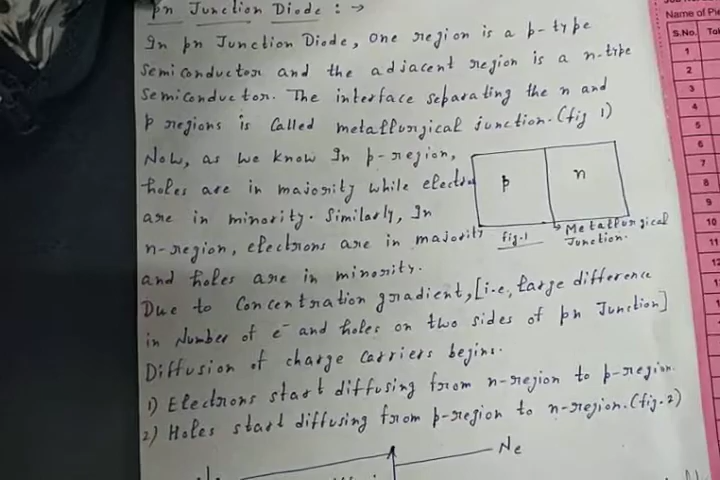 pn Junction Diode : →
In pn Junction Diode, one region is a p-type
Semiconductor and the adjacent region is a n-type
Semiconductor. The interface separating the n and
p regions is called metallurgical junction. (fig 1)
Now, as we know In p-region,
holes are in majority while electron
are in minority. Similarly, In
n-region, electrons are in majority
and holes are in minority.
p
n
fig.1
Metallurgical
Junction.
Due to Concentration gradient, [i.e, large difference
in Number of e⁻ and holes on two sides of pn Junction]
Diffusion of charge carriers begins.
1) Electrons start diffusing from n-region to p-region.
2) Holes start diffusing from p-region to n-region. (fig. 2)
Ne
Name of
S.No.
1
2
3
4
5
6
7
8
9
10
11